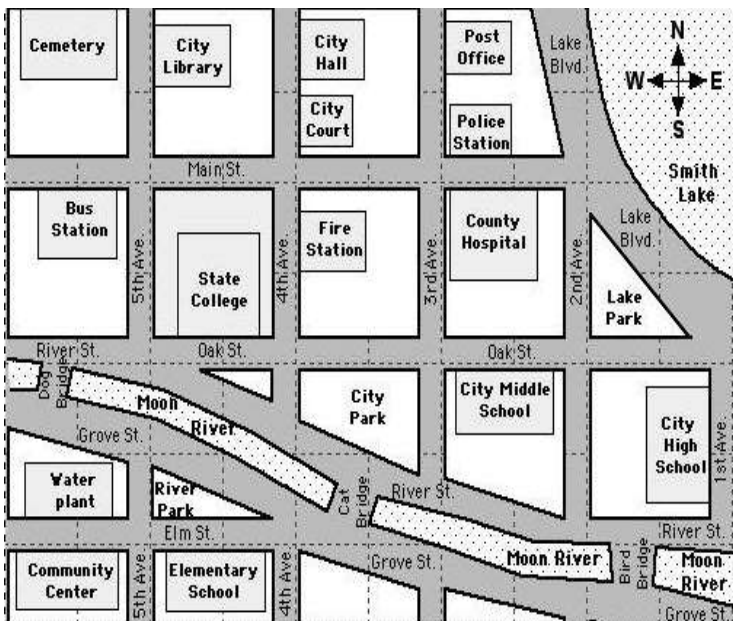 Cemetery
City
Library
City
Hall
Post
Office
Lake
Blvd.
N
W
E
S
City
Court
Police
Station
Main St.
Smith
Lake
Bus
Station
5th Ave.
State
College
4th Ave.
Fire
Station
3rd Ave.
County
Hospital
2nd Ave.
Lake
Blvd.
Lake
Park
River St.
Oak St.
Oak St.
Dog
Bridge
Moon
River
City
Park
City Middle
School
City
High
School
1st Ave.
Grove St.
Water
plant
River
Park
Elm St.
Cat
Bridge
River St.
River St.
Grove St.
Moon River
Bird
Bridge
Moon
River
Community
Center
5th Ave.
Elementary
School
4th Ave.
Grove St.